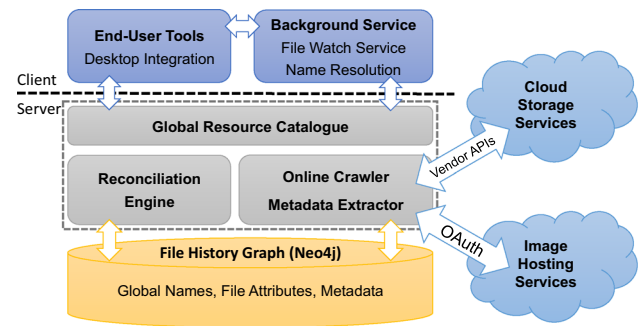 End-User Tools
Desktop Integration
Background Service
File Watch Service
Name Resolution
Client
Server
Global Resource Catalogue
Reconciliation
Engine
Online Crawler
Metadata Extractor
Cloud
Storage
Services
Vendor APIs
OAuth
Image
Hosting
Services
File History Graph (Neo4j)
Global Names, File Attributes, Metadata